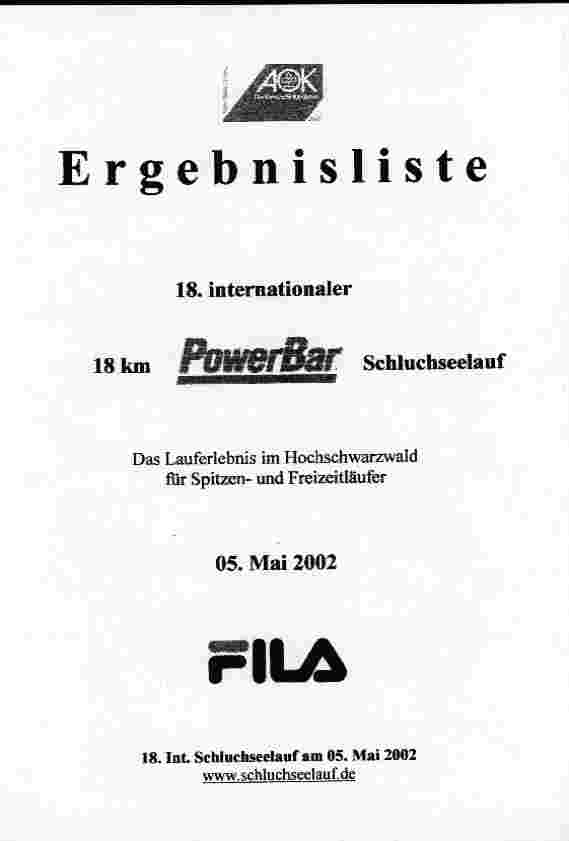 AOK
Ergebnisliste
18. internationaler
18 km PowerBar Schluchseelauf
Das Lauferlebnis im Hochschwarzwald
für Spitzen- und Freizeitläufer
05. Mai 2002
FILA
18. Int. Schluchseelauf am 05. Mai 2002
www.schluchseelauf.de